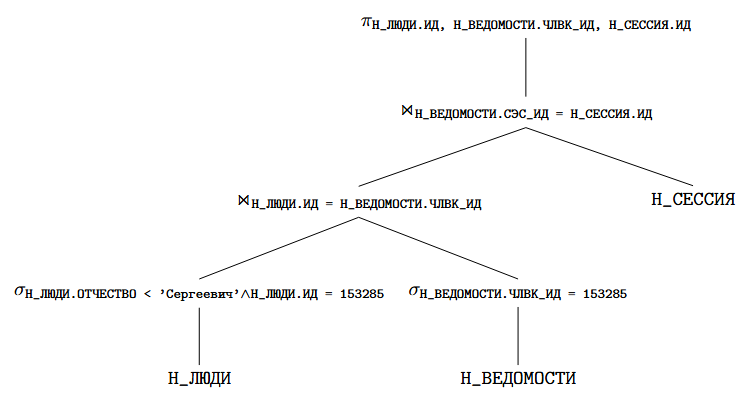 πН_ЛЮДИ.ИД, Н_ВЕДОМОСТИ.ЧЛВК_ИД, Н_СЕССИЯ.ИД
⋈Н_ВЕДОМОСТИ.СЭС_ИД = Н_СЕССИЯ.ИД
⋈Н_ЛЮДИ.ИД = Н_ВЕДОМОСТИ.ЧЛВК_ИД
Н_СЕССИЯ
σН_ЛЮДИ.ОТЧЕСТВО < ’Сергеевич’∧Н_ЛЮДИ.ИД = 153285
σН_ВЕДОМОСТИ.ЧЛВК_ИД = 153285
Н_ЛЮДИ
Н_ВЕДОМОСТИ